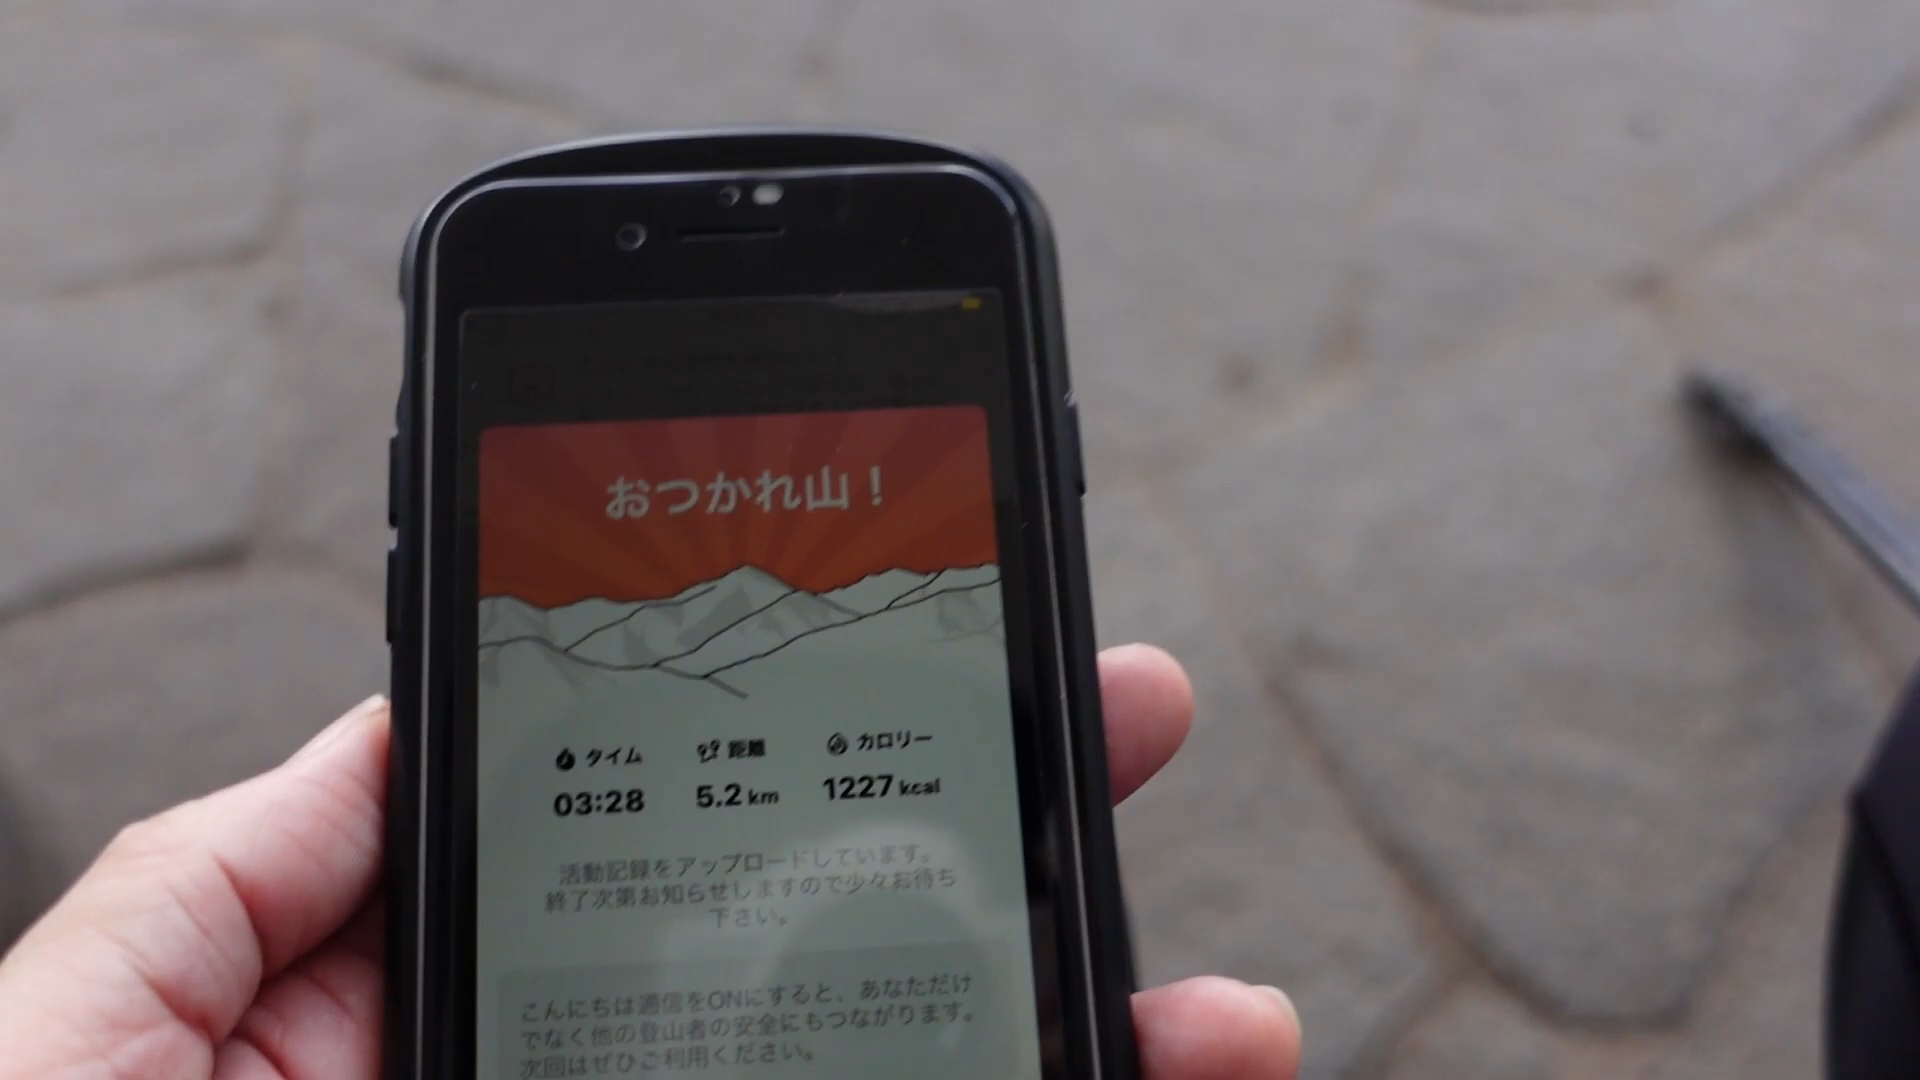 おつかれ山！
タイム 距離 カロリー
03:28 5.2 km 1227 kcal
活動記録をアップロードしています。
終了次第お知らせしますので少々お待ち
下さい。
こんにちは通信をONにすると、あなただけ
でなく他の登山者の安全にもつながります。
次回はぜひご利用ください。